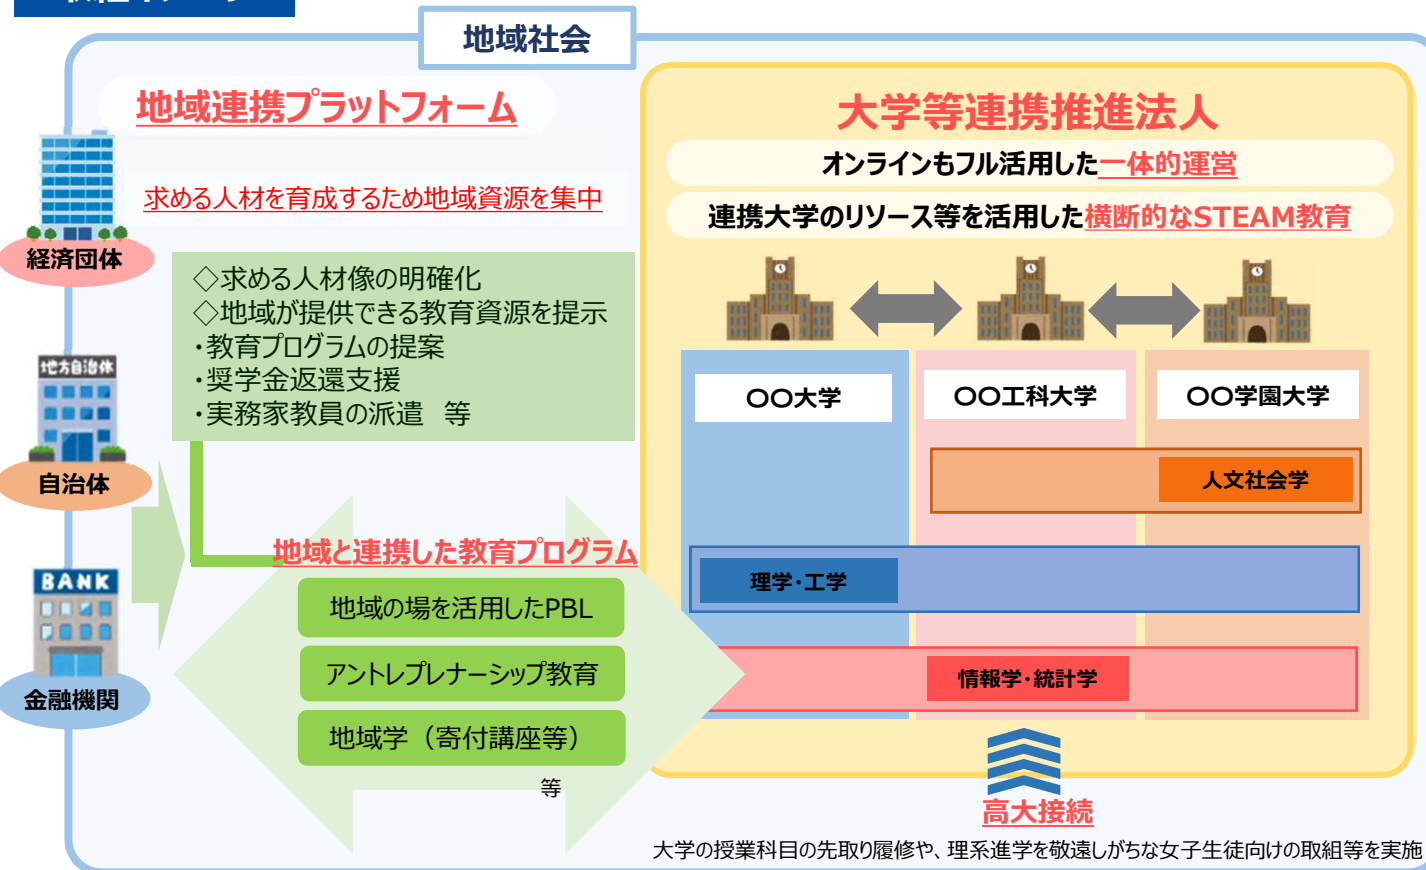 地域社会
地域連携プラットフォーム
求める人材を育成するため地域資源を集中
経済団体
◇求める人材像の明確化
◇地域が提供できる教育資源を提示
・教育プログラムの提案
・奨学金返還支援
・実務家教員の派遣 等
地方自治体
自治体
BANK
金融機関
地域と連携した教育プログラム
地域の場を活用したPBL
アントレプレナーシップ教育
地域学（寄付講座等）
等
大学等連携推進法人
オンラインもフル活用した一体的運営
連携大学のリソース等を活用した横断的なSTEAM教育
〇〇大学
〇〇工科大学
〇〇学園大学
人文社会学
理学・工学
情報学・統計学
高大接続
大学の授業科目の先取り履修や、理系進学を敬遠しがちな女子生徒向けの取組等を実施